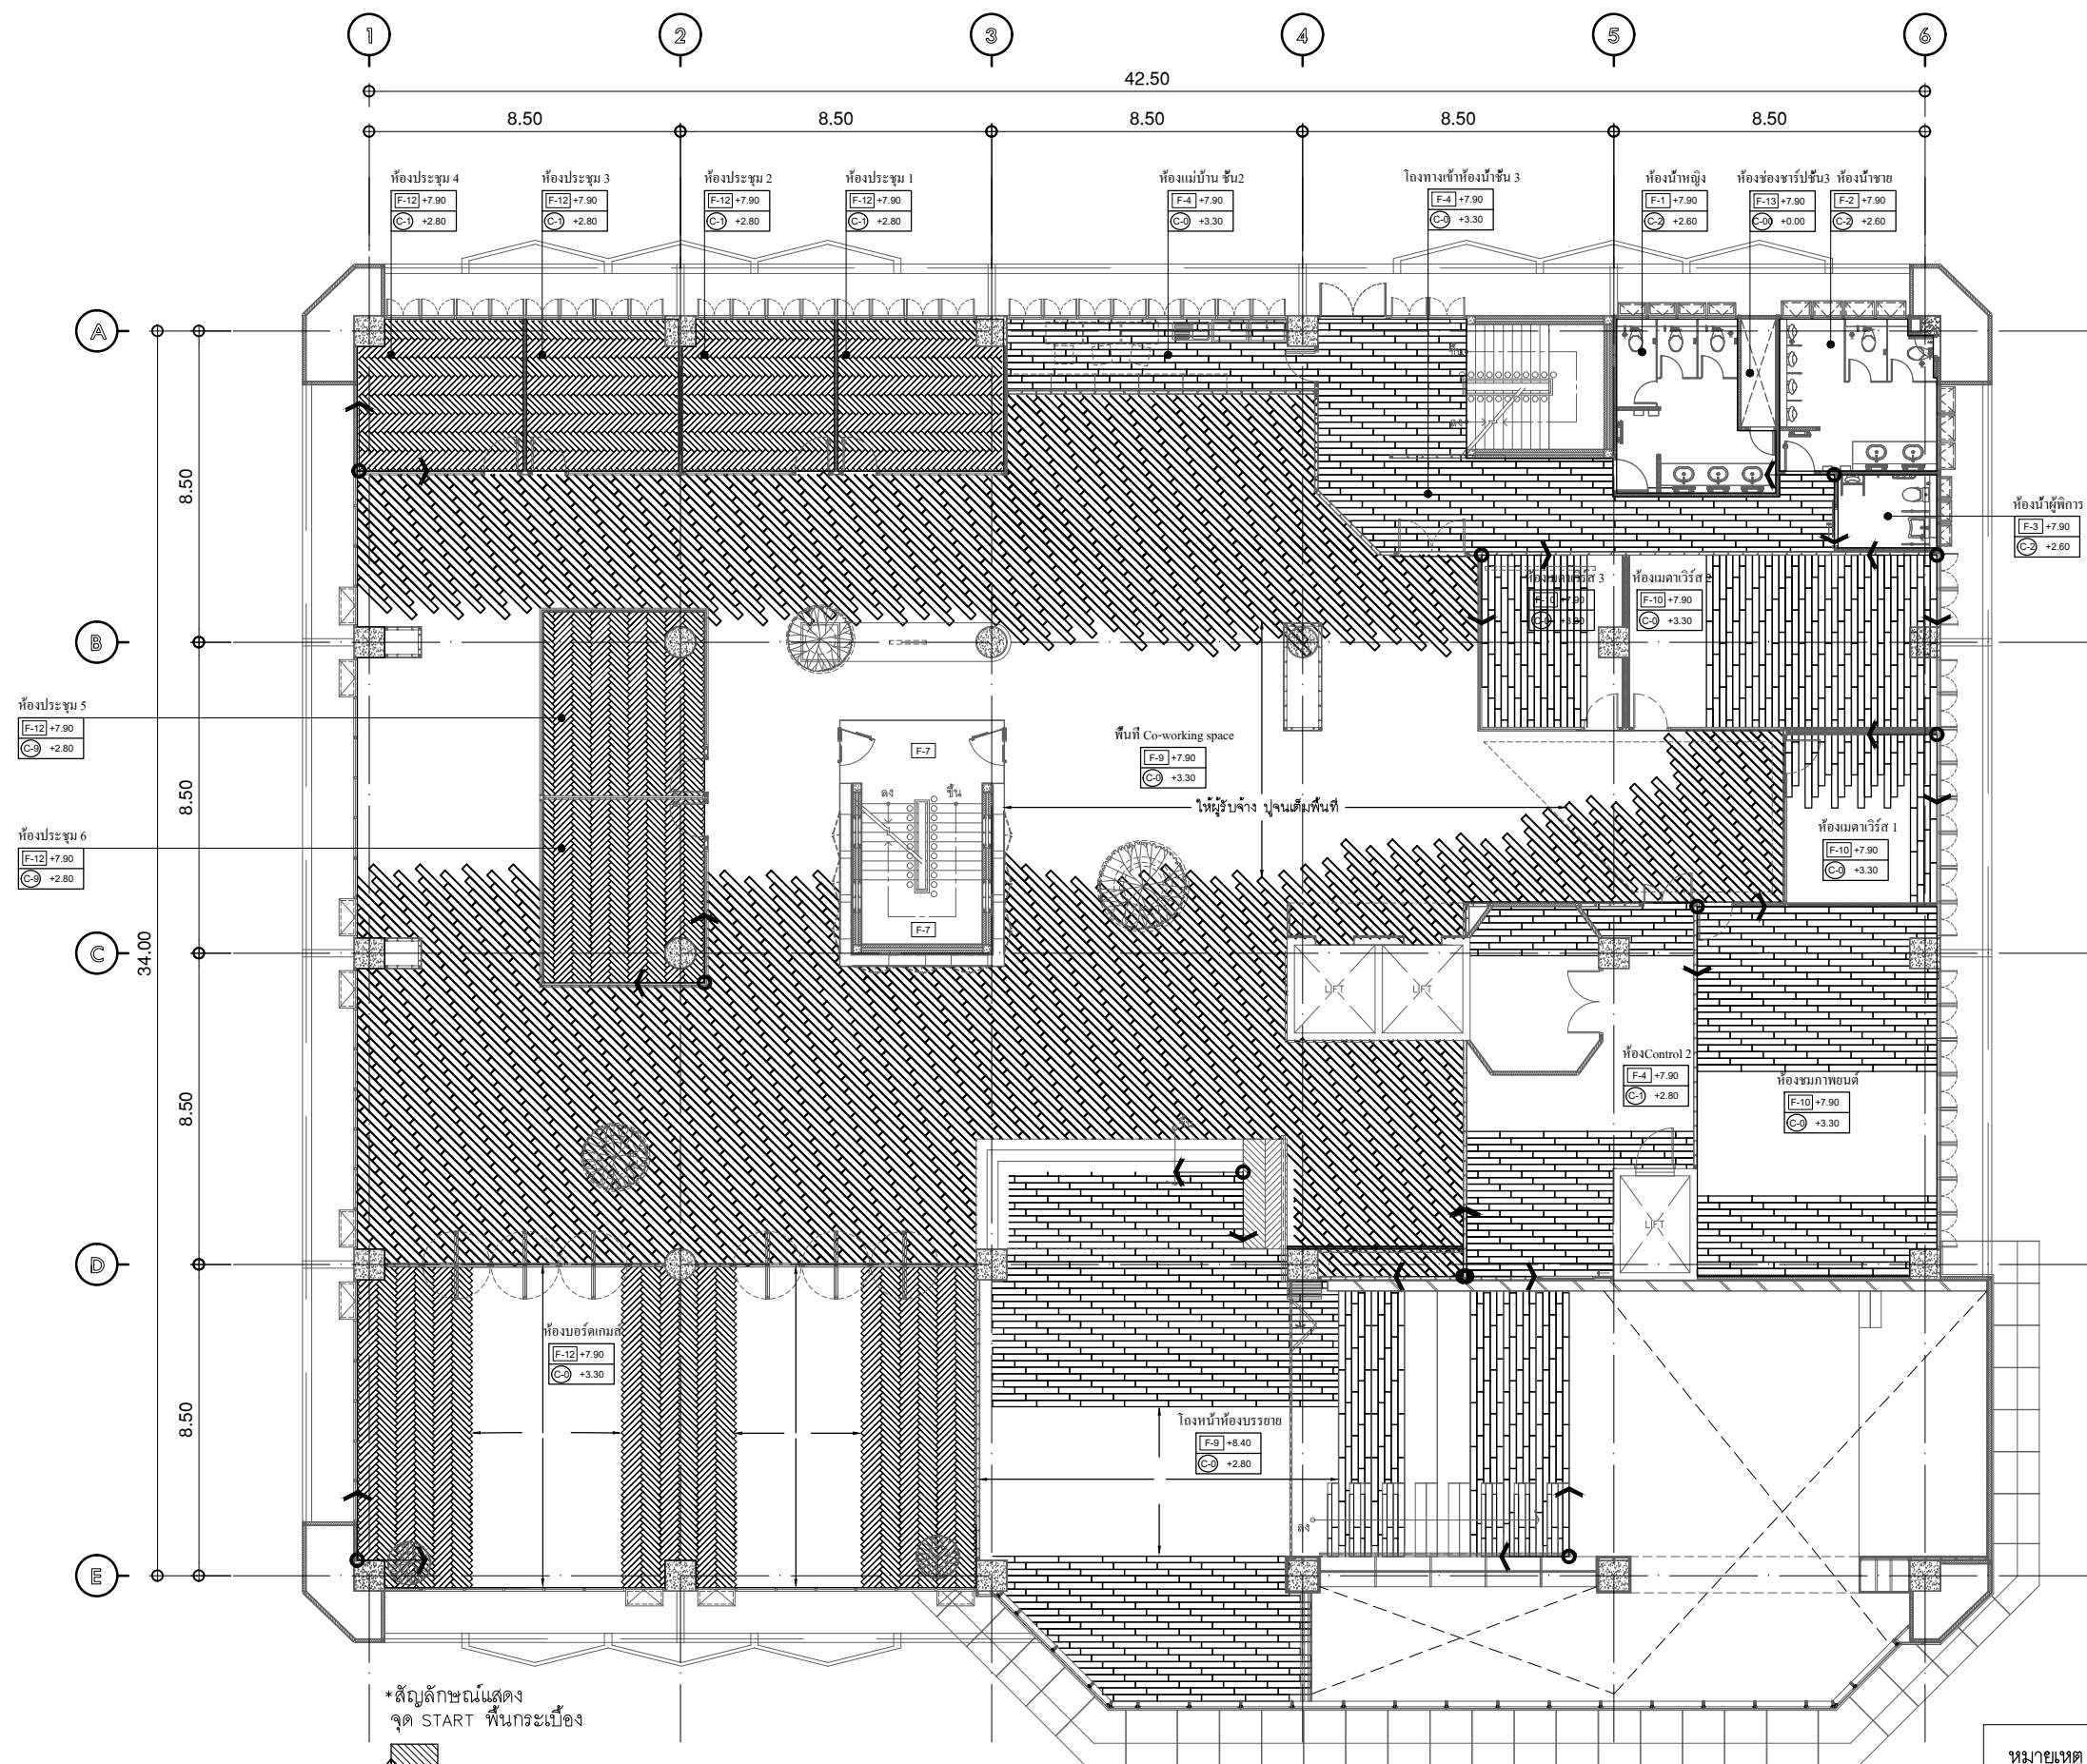 1 2 3 4 5 6
42.50
8.50 8.50 8.50 8.50 8.50
ห้องประชุม 4
F-12 +7.90
C-1 +2.80
ห้องประชุม 3
F-12 +7.90
C-1 +2.80
ห้องประชุม 2
F-12 +7.90
C-1 +2.80
ห้องประชุม 1
F-12 +7.90
C-1 +2.80
ห้องแม่บ้าน ชั้น2
F-4 +7.90
C-0 +3.30
โถงทางเข้าห้องน้ำชั้น 3
F-4 +7.90
C-0 +3.30
ห้องน้ำหญิง
F-1 +7.90
C-2 +2.60
ห้องช่องชาร์ปชั้น3
F-13 +7.90
C-00 +0.00
ห้องน้ำชาย
F-2 +7.90
C-2 +2.60
A
8.50
ลง
ห้องน้ำผู้พิการ
F-3 +7.90
C-2 +2.60
ห้องเมตาเวิร์ส 3
F-10 +7.90
C-0 +3.30
ห้องเมตาเวิร์ส 2
F-10 +7.90
C-0 +3.30
B
ห้องประชุม 5
F-12 +7.90
C-9 +2.80
F-7
พื้นที่ Co-working space
F-9 +7.90
C-0 +3.30
8.50
ลง ขึ้น
ให้ผู้รับจ้าง ปูจนเต็มพื้นที่
ห้องประชุม 6
F-12 +7.90
C-9 +2.80
ห้องเมตาเวิร์ส 1
F-10 +7.90
C-0 +3.30
F-7
C
34.00
LIFT LIFT
8.50
ห้องControl 2
F-4 +7.90
C-1 +2.80
ห้องชมภาพยนต์
F-10 +7.90
C-0 +3.30
LIFT
D
ห้องบอร์ดเกมส์
F-12 +7.90
C-0 +3.30
8.50
โถงหน้าห้องบรรยาย
F-9 +8.40
C-0 +2.80
ลง
E
*สัญลักษณ์แสดง
จุด START พื้นกระเบื้อง
หมายเหตุ